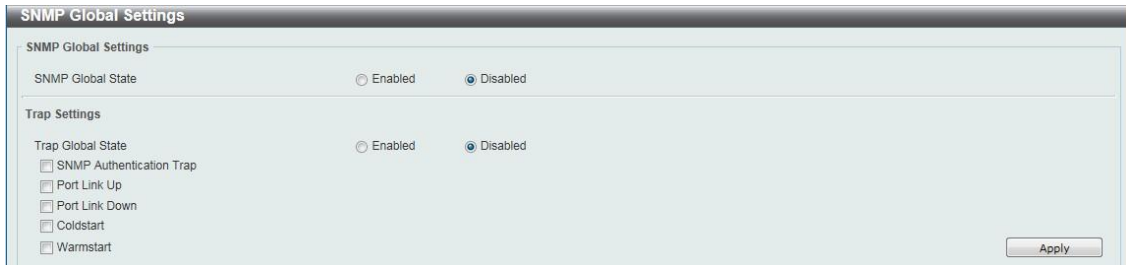 SNMP Global Settings
SNMP Global Settings
SNMP Global State Enabled Disabled
Trap Settings
Trap Global State Enabled Disabled
SNMP Authentication Trap
Port Link Up
Port Link Down
Coldstart
Warmstart
Apply